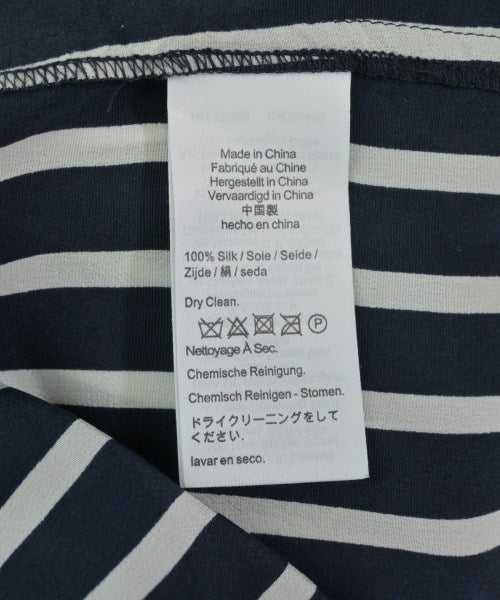 Made in China
Fabriqué au Chine
Hergestellt in China
Vervaardigd in China
中国製
hecho en china
100% Silk / Soie / Seide /
Zijde / 絹 / seda
Dry Clean.
P
Nettoyage À Sec.
Chemische Reinigung.
Chemisch Reinigen - Stomen.
ドライクリーニングをして
ください.
lavar en seco.